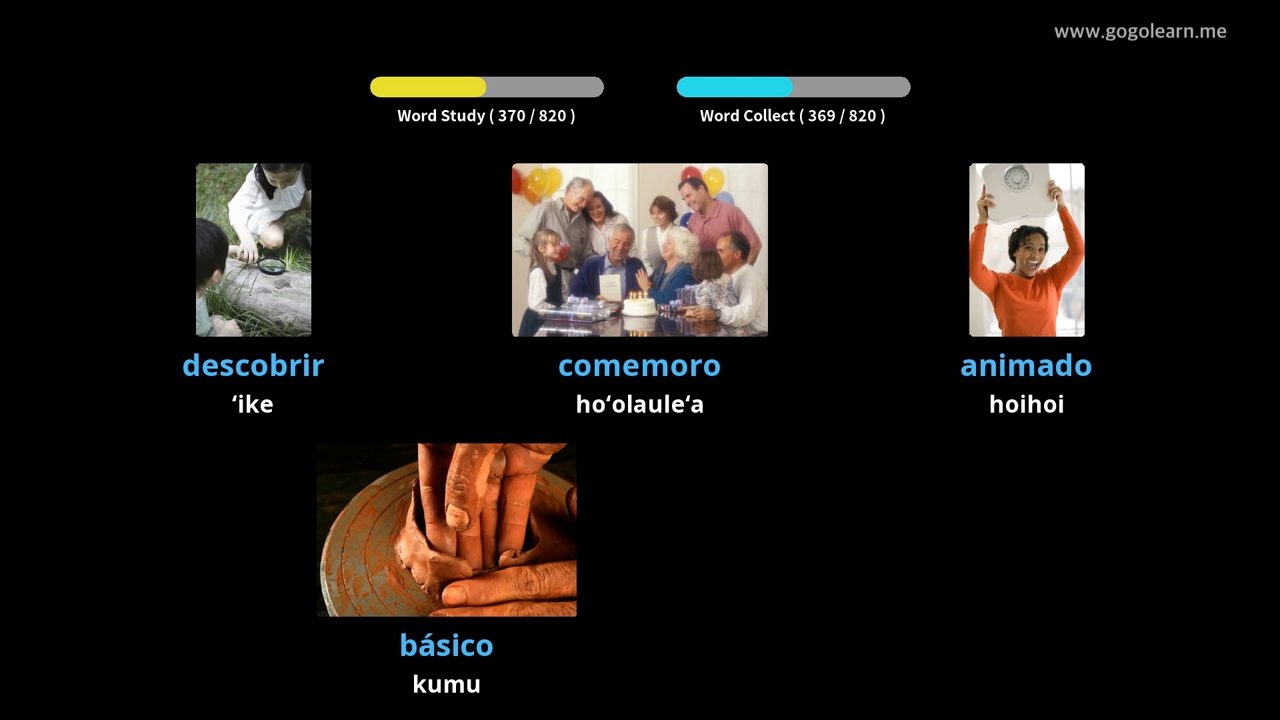 www.gogolearn.me
Word Study ( 370 / 820 )
Word Collect ( 369 / 820 )
descobrir
ʻike
comemoro
hoʻolauleʻa
animado
hoihoi
básico
kumu